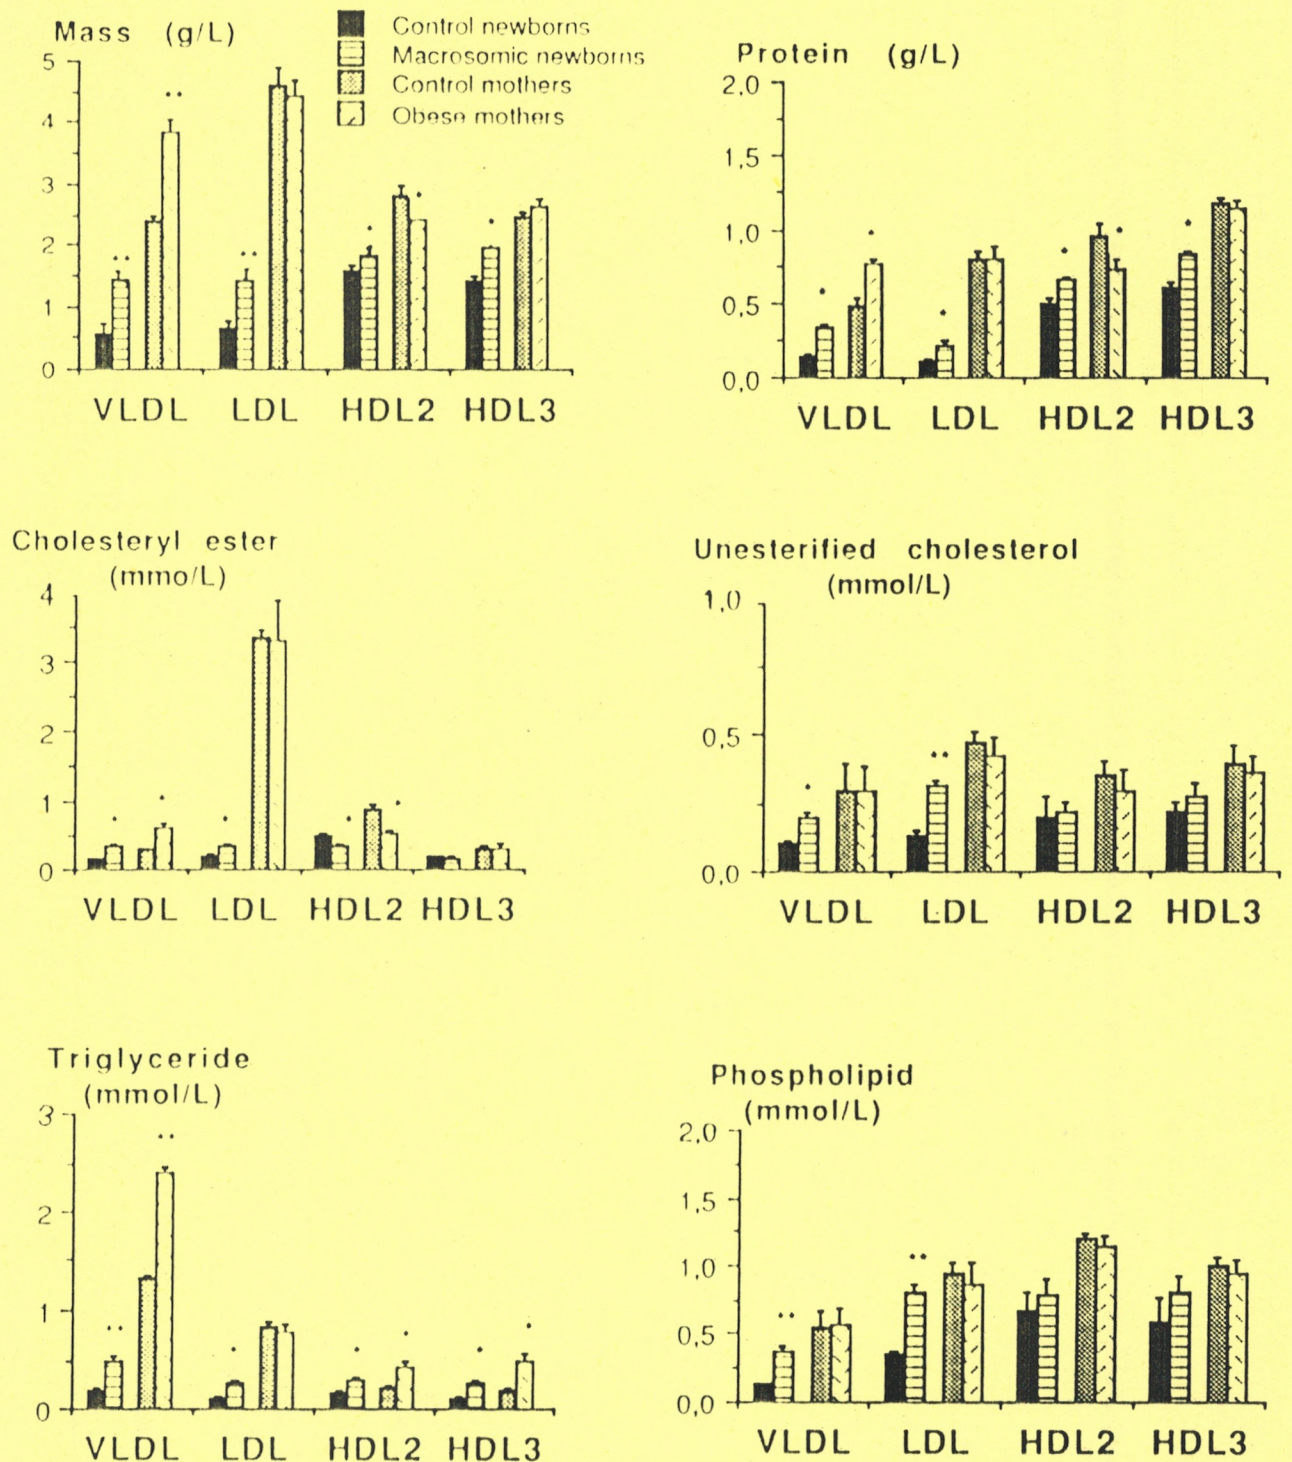 Mass (g/L)
5
4
3
2
1
0
VLDL LDL HDL2 HDL3
Control newborns
Macrosomic newborns
Control mothers
Obese mothers
Protein (g/L)
2,0
1,5
1,0
0,5
0,0
VLDL LDL HDL2 HDL3
Cholesteryl ester
(mmo/L)
4
3
2
1
0
VLDL LDL HDL2 HDL3
Unesterified cholesterol
(mmol/L)
1,0
0,5
0,0
VLDL LDL HDL2 HDL3
Triglyceride
(mmol/L)
3
2
1
0
VLDL LDL HDL2 HDL3
Phospholipid
(mmol/L)
2,0
1,5
1,0
0,5
0,0
VLDL LDL HDL2 HDL3